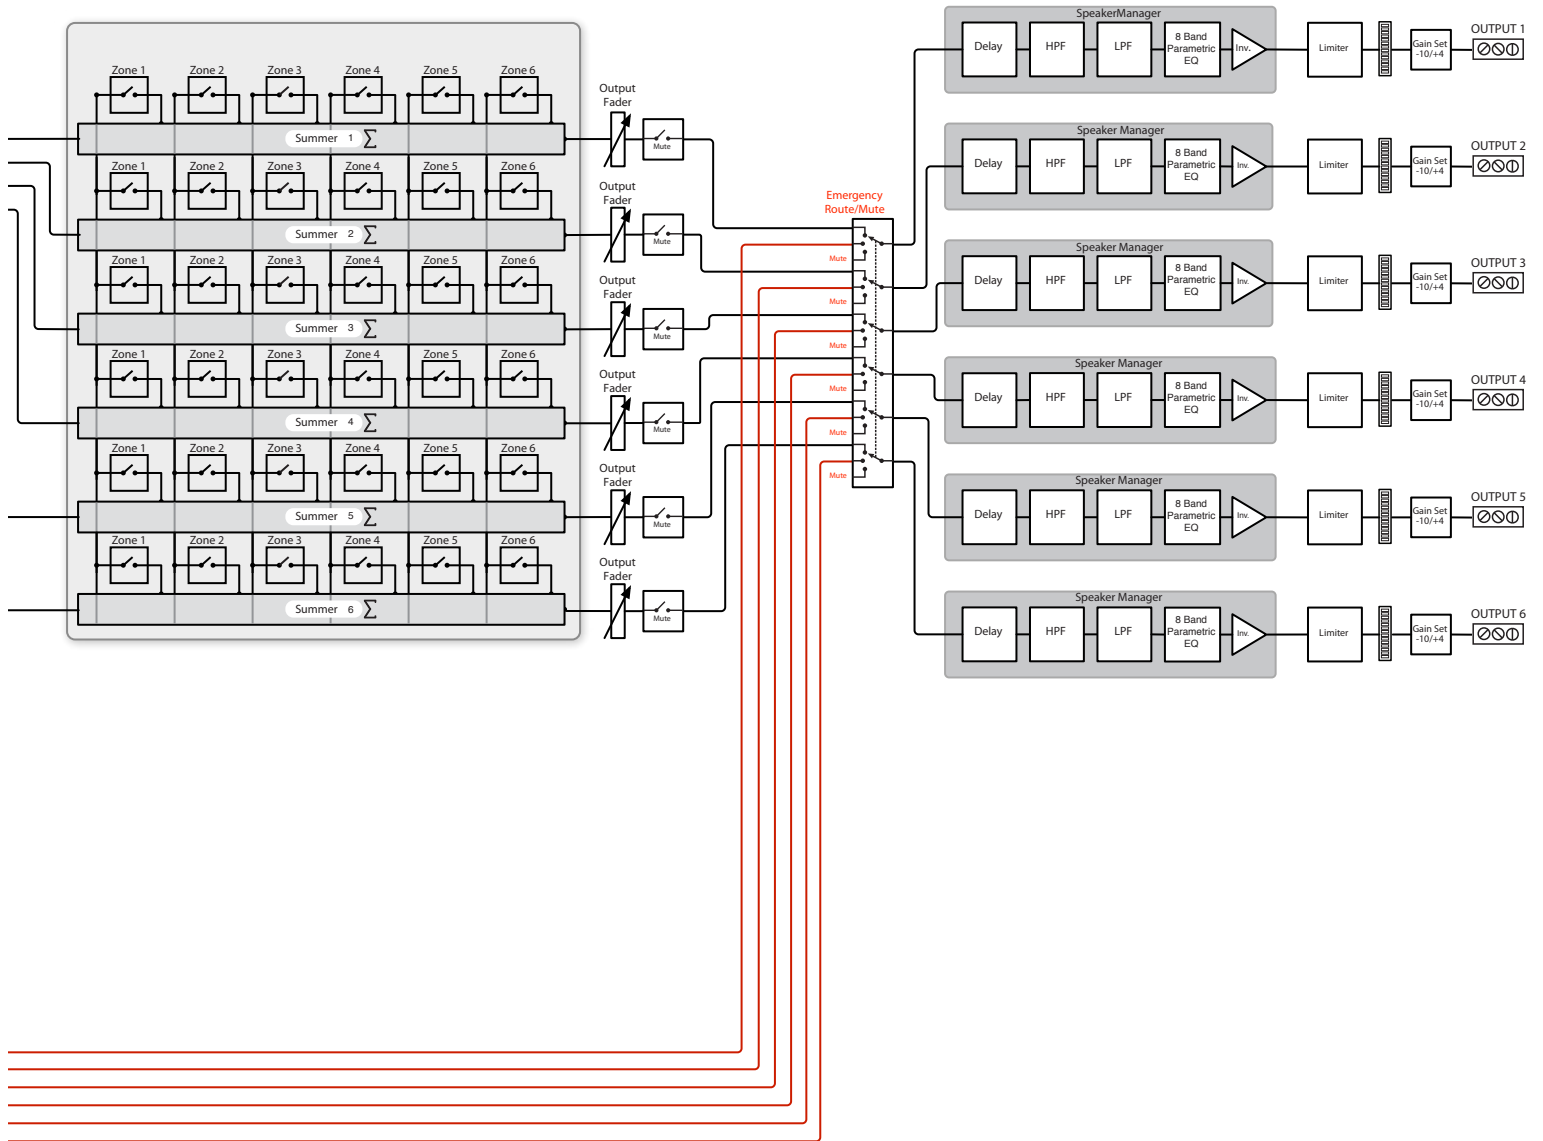 Zone 1 Zone 2 Zone 3 Zone 4 Zone 5 Zone 6
Summer 1 Σ
Zone 1 Zone 2 Zone 3 Zone 4 Zone 5 Zone 6
Summer 2 Σ
Zone 1 Zone 2 Zone 3 Zone 4 Zone 5 Zone 6
Summer 3 Σ
Zone 1 Zone 2 Zone 3 Zone 4 Zone 5 Zone 6
Summer 4 Σ
Zone 1 Zone 2 Zone 3 Zone 4 Zone 5 Zone 6
Summer 5 Σ
Zone 1 Zone 2 Zone 3 Zone 4 Zone 5 Zone 6
Summer 6 Σ
Output
Fader
Mute
Output
Fader
Mute
Output
Fader
Mute
Output
Fader
Mute
Output
Fader
Mute
Output
Fader
Mute
Emergency
Route/Mute
Mute
Mute
Mute
Mute
Mute
Mute
SpeakerManager
Delay
HPF
LPF
8 Band
Parametric
EQ
Inv.
Limiter
Gain Set
-10/+4
OUTPUT 1
Speaker Manager
Delay
HPF
LPF
8 Band
Parametric
EQ
Inv.
Limiter
Gain Set
-10/+4
OUTPUT 2
Speaker Manager
Delay
HPF
LPF
8 Band
Parametric
EQ
Inv.
Limiter
Gain Set
-10/+4
OUTPUT 3
Speaker Manager
Delay
HPF
LPF
8 Band
Parametric
EQ
Inv.
Limiter
Gain Set
-10/+4
OUTPUT 4
Speaker Manager
Delay
HPF
LPF
8 Band
Parametric
EQ
Inv.
Limiter
Gain Set
-10/+4
OUTPUT 5
Speaker Manager
Delay
HPF
LPF
8 Band
Parametric
EQ
Inv.
Limiter
Gain Set
-10/+4
OUTPUT 6